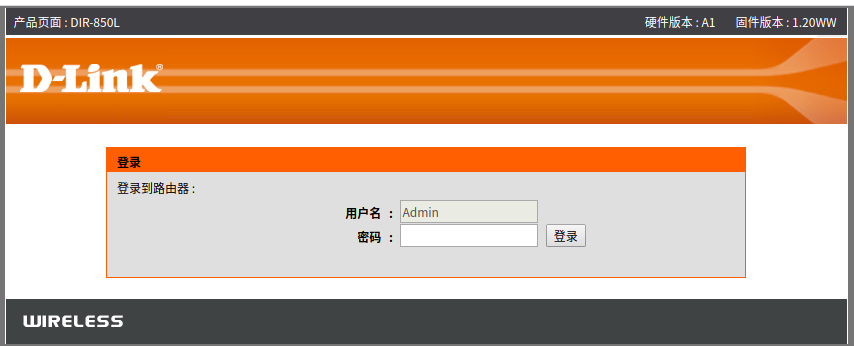 产品页面 : DIR-850L 硬件版本 : A1 固件版本 : 1.20WW
D-Link®
登录
登录到路由器 :
用户名 : Admin
密码 : 登录
WIRELESS